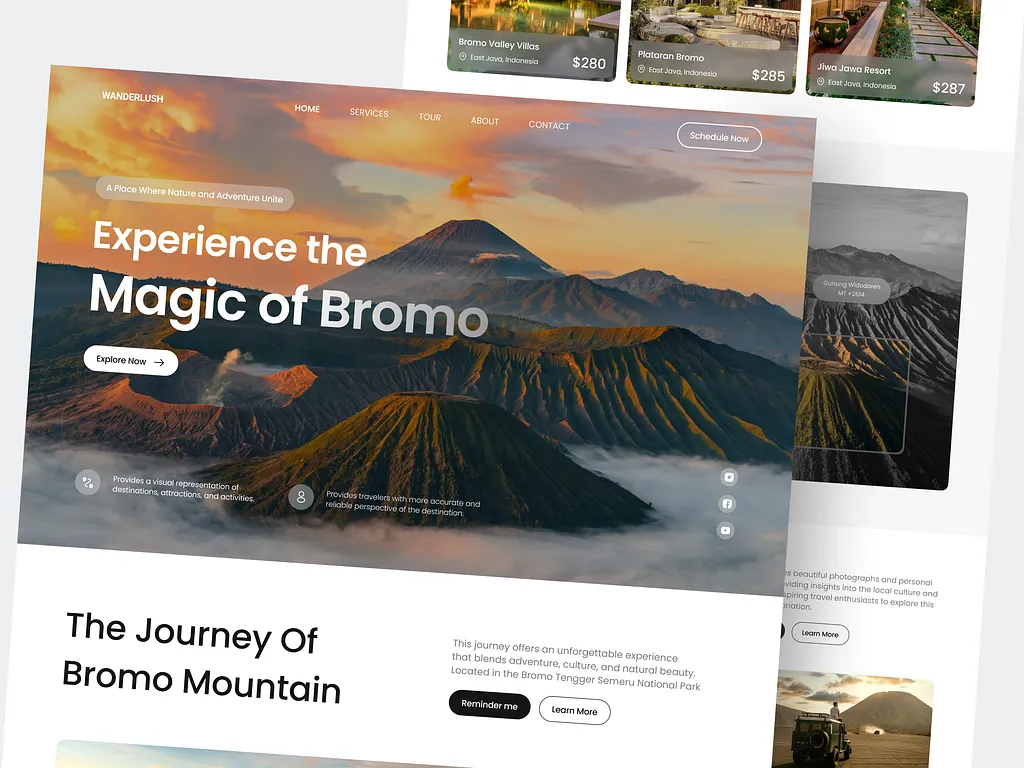 Bromo Valley Villas
East Java, Indonesia
$280
Plataran Bromo
East Java, Indonesia
$285
Jiwa Jawa Resort
East Java, Indonesia
$287
WANDERLUSH
HOME
SERVICES
TOUR
ABOUT
CONTACT
Schedule Now
A Place Where Nature and Adventure Unite
Experience the
Magic of Bromo
Explore Now
Provides a visual representation of
destinations, attractions, and activities.
Provides travelers with more accurate and
reliable perspective of the destination.
Gunung Widodaren
MT +2614
The Journey Of
Bromo Mountain
This journey offers an unforgettable experience
that blends adventure, culture, and natural beauty.
Located in the Bromo Tengger Semeru National Park
Reminder me
Learn More
beautiful photographs and personal
insights into the local culture and
travel enthusiasts to explore this
Learn More